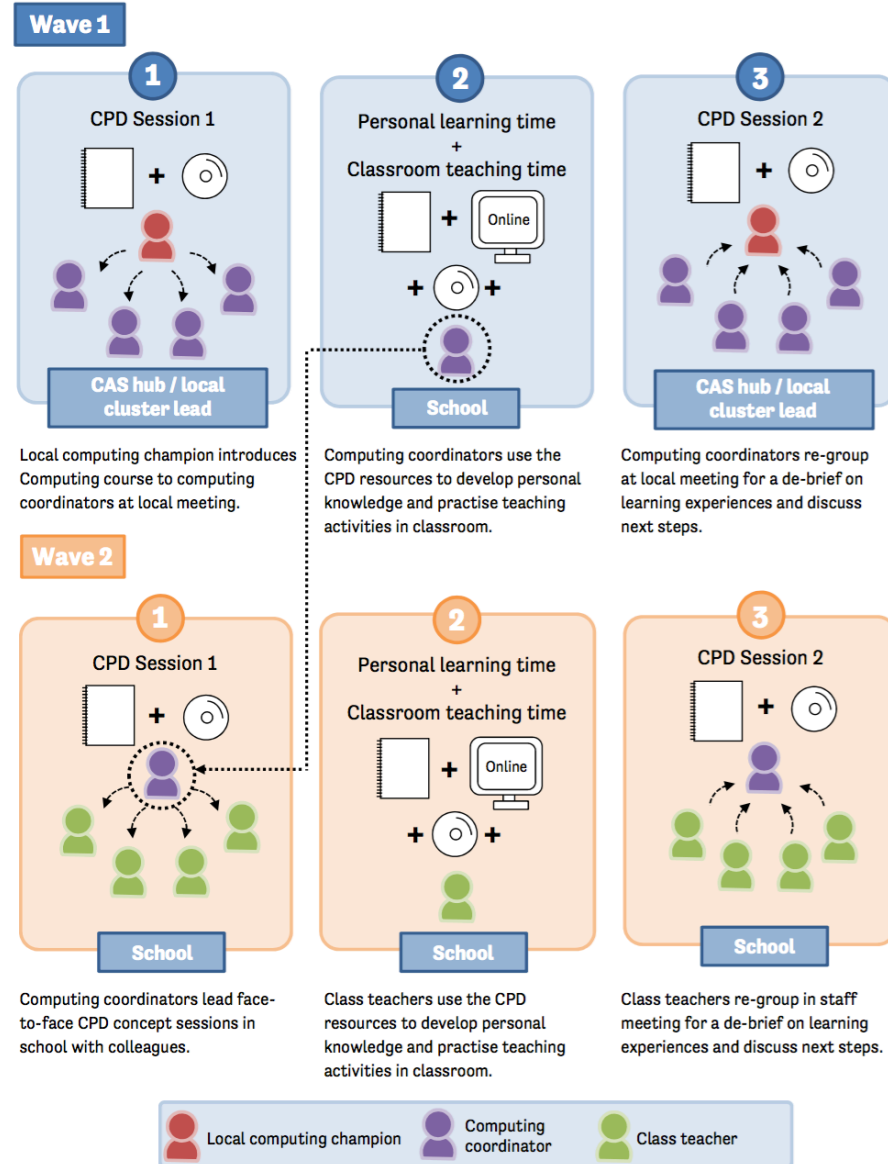 Wave 1
1
CPD Session 1
+
CAS hub / local
cluster lead
Local computing champion introduces
Computing course to computing
coordinators at local meeting.
2
Personal learning time
+
Classroom teaching time
+
Online
+ +
School
Computing coordinators use the
CPD resources to develop personal
knowledge and practise teaching
activities in classroom.
3
CPD Session 2
+
CAS hub / local
cluster lead
Computing coordinators re-group
at local meeting for a de-brief on
learning experiences and discuss
next steps.
Wave 2
1
CPD Session 1
+
School
Computing coordinators lead face-
to-face CPD concept sessions in
school with colleagues.
2
Personal learning time
+
Classroom teaching time
+
Online
+ +
School
Class teachers use the CPD
resources to develop personal
knowledge and practise teaching
activities in classroom.
3
CPD Session 2
+
School
Class teachers re-group in staff
meeting for a de-brief on learning
experiences and discuss next steps.
Local computing champion
Computing
coordinator
Class teacher